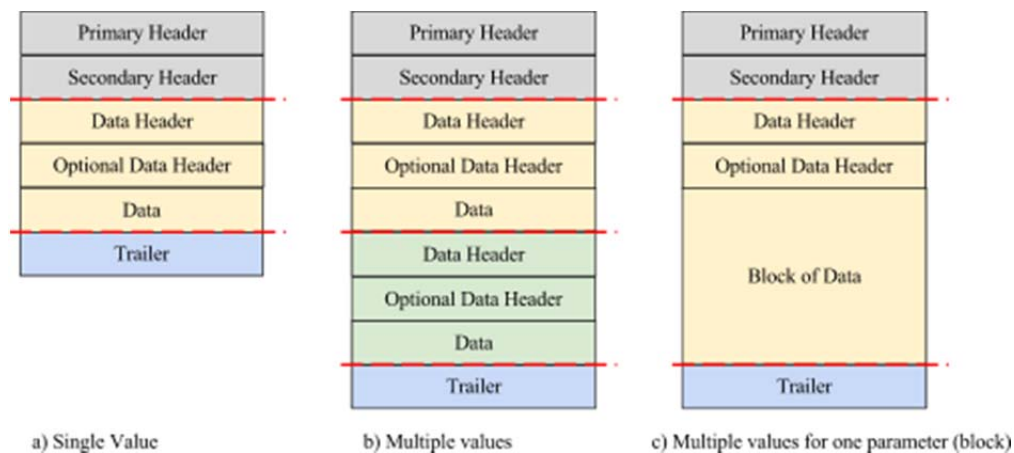 Primary Header
Secondary Header
Data Header
Optional Data Header
Data
Trailer
a) Single Value
Primary Header
Secondary Header
Data Header
Optional Data Header
Data
Data Header
Optional Data Header
Data
Trailer
b) Multiple values
Primary Header
Secondary Header
Data Header
Optional Data Header
Block of Data
Trailer
c) Multiple values for one parameter (block)